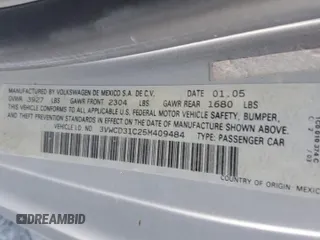 MANUFACTURED BY VOLKSWAGEN DE MEXICO S.A. DE C.V. DATE: 01.05
GVWR 3927 LBS GAWR FRONT 2304 LBS GAWR REAR 1680 LBS
THIS VEHICLE CONFORMS TO ALL APPLICABLE U.S. FEDERAL MOTOR VEHICLE SAFETY, BUMPER,
AND THEFT PREVENTION STANDARDS IN EFFECT ON THE DATE OF MANUFACTURE SHOWN ABOVE.
VEHICLE I.D. NO.: 3VWCD31C25M409484 TYPE: PASSENGER CAR
COUNTRY OF ORIGIN MEXICO
DREAMBID